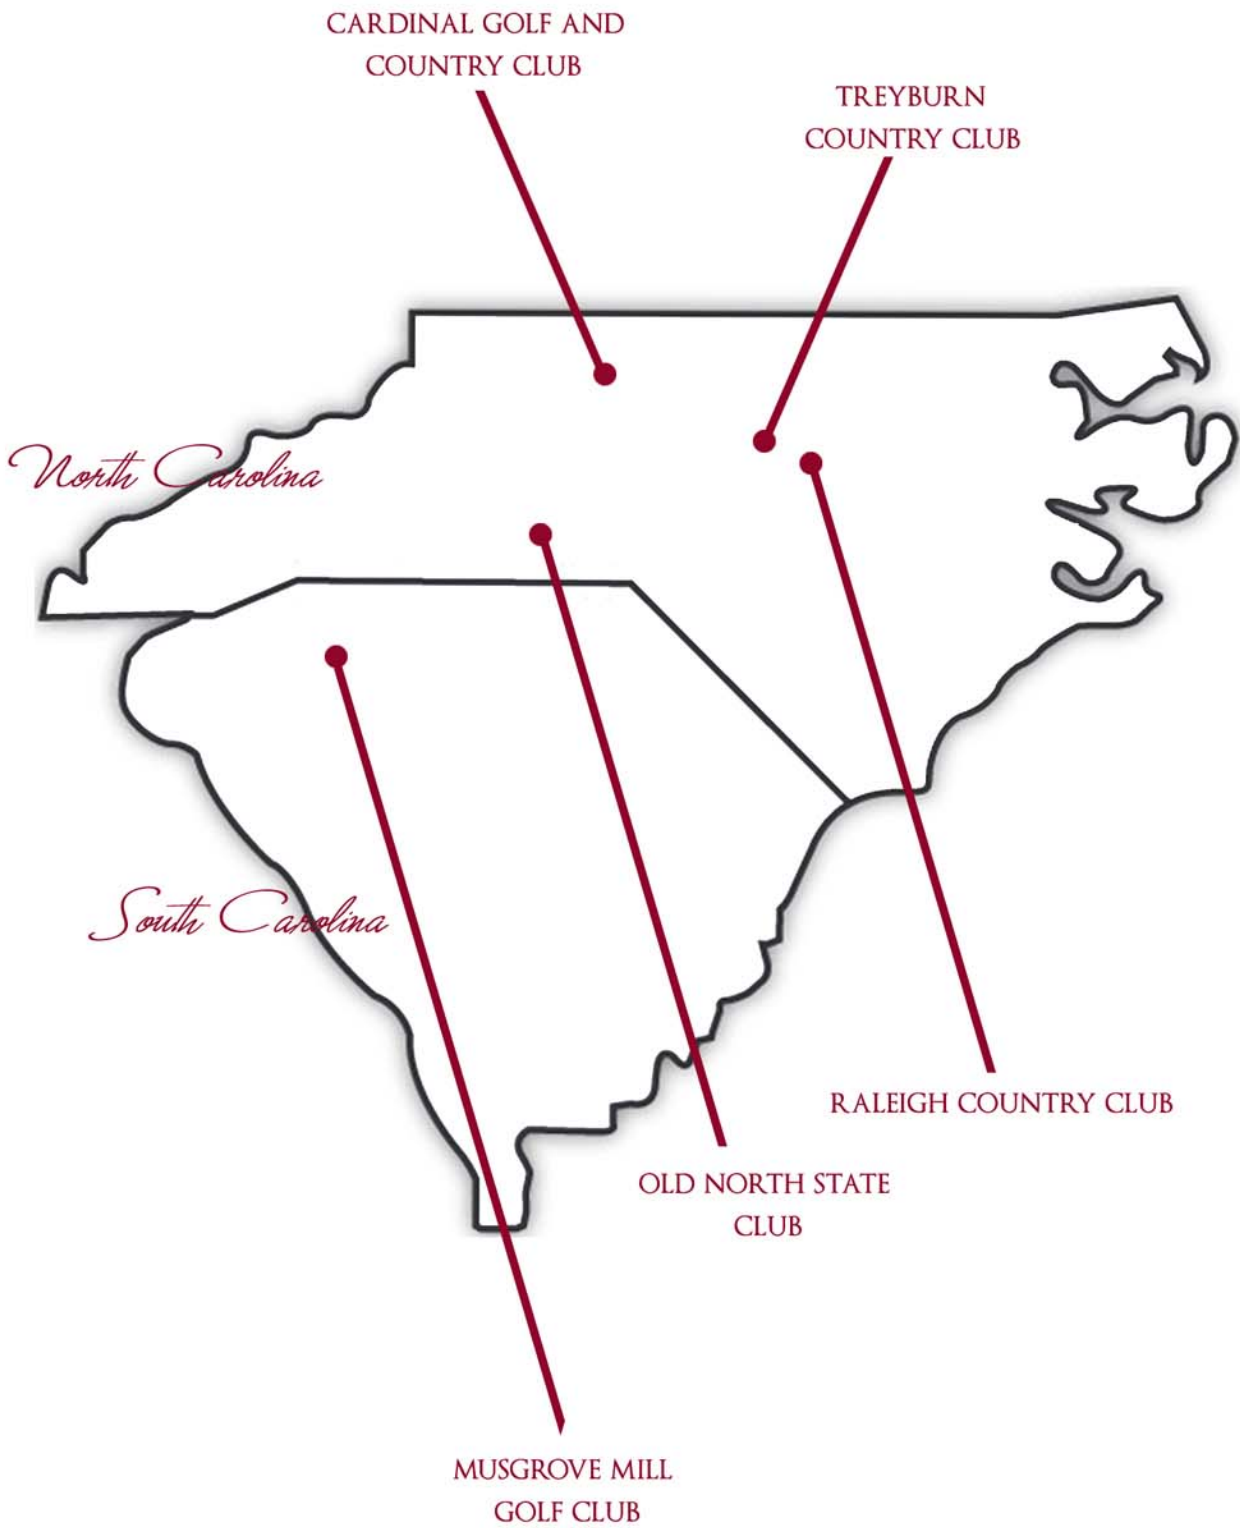 CARDINAL GOLF AND
COUNTRY CLUB
TREYBURN
COUNTRY CLUB
North Carolina
South Carolina
RALEIGH COUNTRY CLUB
OLD NORTH STATE
CLUB
MUSGROVE MILL
GOLF CLUB